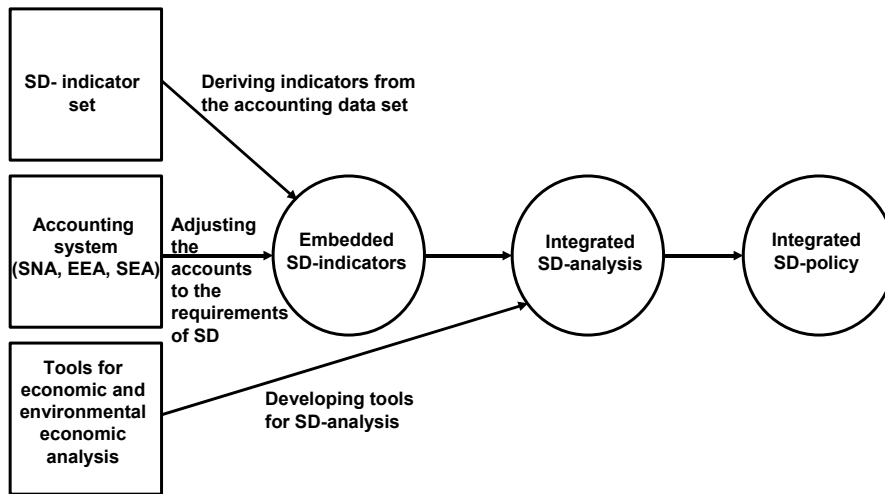 SD- indicator
set
Deriving indicators from
the accounting data set
Accounting
system
(SNA, EEA, SEA)
Adjusting
the
accounts
to the
requirements
of SD
Embedded
SD-indicators
Integrated
SD-analysis
Integrated
SD-policy
Tools for
economic and
environmental
economic
analysis
Developing tools
for SD-analysis